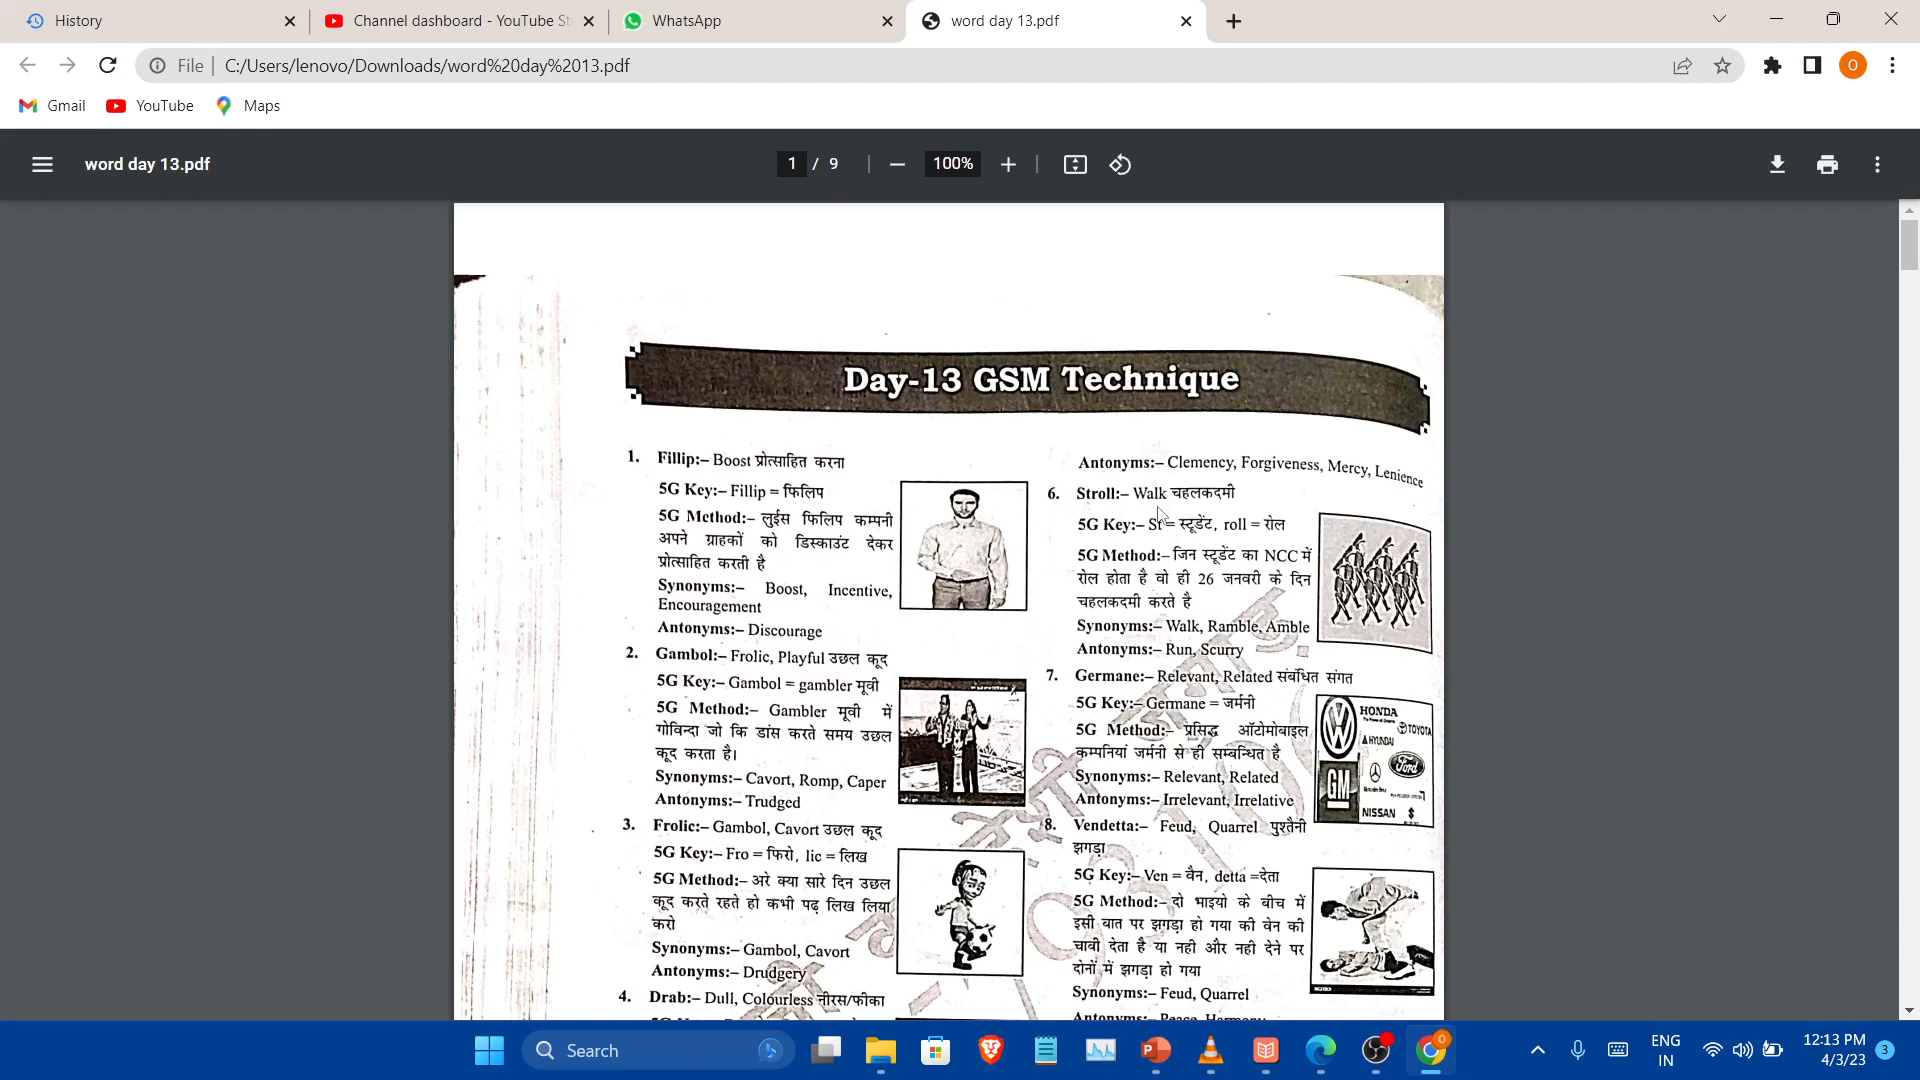 History
Channel dashboard - YouTube St
WhatsApp
word day 13.pdf
File
C:/Users/lenovo/Downloads/word%20day%2013.pdf
O
Gmail
YouTube
Maps
word day 13.pdf
1 / 9
100%
Day-13 GSM Technique
1. Fillip:– Boost प्रोत्साहित करना
5G Key:– Fillip = फिलिप
5G Method:– लुईस फिलिप कम्पनी
अपने ग्राहकों को डिस्काउंट देकर
प्रोत्साहित करती है
Synonyms:– Boost, Incentive,
Encouragement
Antonyms:– Discourage
2. Gambol:– Frolic, Playful उछल कूद
5G Key:– Gambol = gambler मूवी
5G Method:– Gambler मूवी में
गोविन्दा जो कि डांस करते समय उछल
कूद करता है।
Synonyms:– Cavort, Romp, Caper
Antonyms:– Trudged
3. Frolic:– Gambol, Cavort उछल कूद
5G Key:– Fro = फिरो, lic = लिख
5G Method:– अरे क्या सारे दिन उछल
कूद करते रहते हो कभी पढ़ लिख लिया
करो
Synonyms:– Gambol, Cavort
Antonyms:– Drudgery
4. Drab:– Dull, Colourless नीरस/फीका
Antonyms:– Clemency, Forgiveness, Mercy, Lenience
6. Stroll:– Walk चहलकदमी
5G Key:– St = स्टूडेंट, roll = रोल
5G Method:– जिन स्टूडेंट का NCC में
रोल होता है वो ही 26 जनवरी के दिन
चहलकदमी करते है
Synonyms:– Walk, Ramble, Amble
Antonyms:– Run, Scurry
7. Germane:– Relevant, Related संबंधित संगत
5G Key:– Germane = जर्मनी
5G Method:– प्रसिद्ध ऑटोमोबाइल
कम्पनियां जर्मनी से ही सम्बन्धित है
Synonyms:– Relevant, Related
Antonyms:– Irrelevant, Irrelative
HONDA
TOYOTA
HYUNDAI
Ford
GM
NISSAN
8. Vendetta:– Feud, Quarrel पुश्तैनी
झगड़ा
5G Key:– Ven = वैन, detta =देता
5G Method:– दो भाइयो के बीच में
इसी वात पर झगड़ा हो गया की वेन की
चावी देता है या नही और नही देने पर
दोनों में झगड़ा हो गया
Synonyms:– Feud, Quarrel
Antonyms:– Peace, Harmony
Search
ENG
IN
12:13 PM
4/3/23
3
0